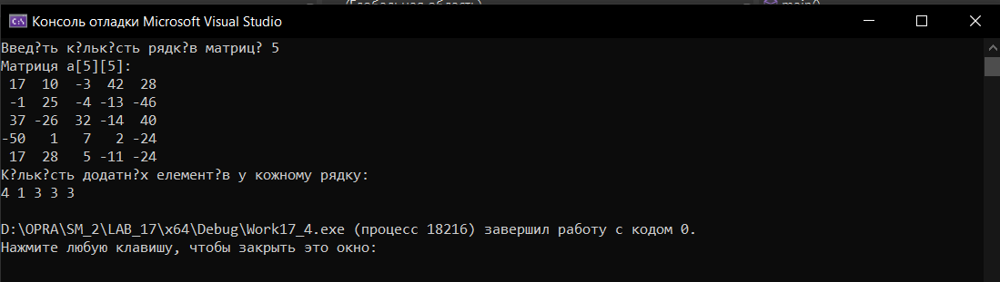 Консоль отладки Microsoft Visual Studio
Введ?ть к?льк?сть рядк?в матриц? 5
Матриця a[5][5]:
 17  10  -3  42  28
 -1  25  -4 -13 -46
 37 -26  32 -14  40
-50   1   7   2 -24
 17  28   5 -11 -24
К?льк?сть додатн?х елемент?в у кожному рядку:
4 1 3 3 3
D:\OPRA\SM_2\LAB_17\x64\Debug\Work17_4.exe (процесс 18216) завершил работу с кодом 0.
Нажмите любую клавишу, чтобы закрыть это окно: